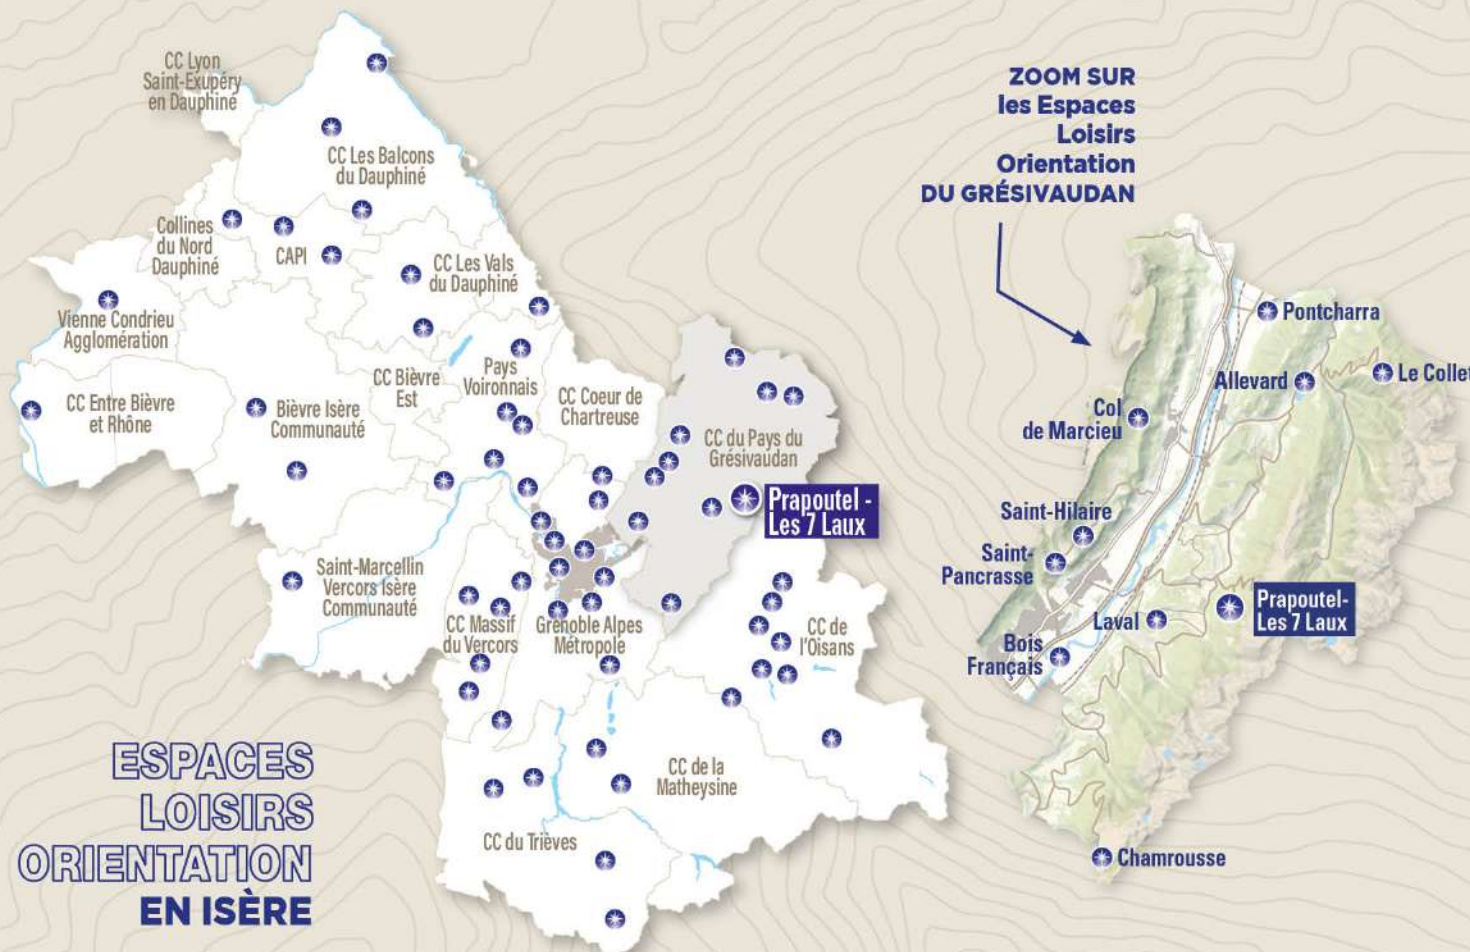 CC Lyon
Saint-Exupéry
en Dauphiné
CC Les Balcons
du Dauphiné
Collines
du Nord
Dauphiné
CAPI
CC Les Vals
du Dauphiné
Vienne Condrieu
Agglomération
CC Entre Bièvre
et Rhône
Bièvre Isère
Communauté
CC Bièvre
Est
Pays
Voironnais
CC Coeur de
Chartreuse
CC du Pays du
Grésivaudan
Prapoutel -
Les 7 Laux
Saint-Marcellin
Vercors Isère
Communauté
CC Massif
du Vercors
Grenoble Alpes
Métropole
CC de
l'Oisans
CC de la
Matheysine
CC du Trièves
ESPACES
LOISIRS
ORIENTATION
EN ISÈRE
ZOOM SUR
les Espaces
Loisirs
Orientation
DU GRÉSIVAUDAN
Pontcharra
Allevard
Le Collet
Col
de Marcieu
Saint-Hilaire
Saint-
Pancrasse
Laval
Prapoutel-
Les 7 Laux
Bois
Français
Chamrousse